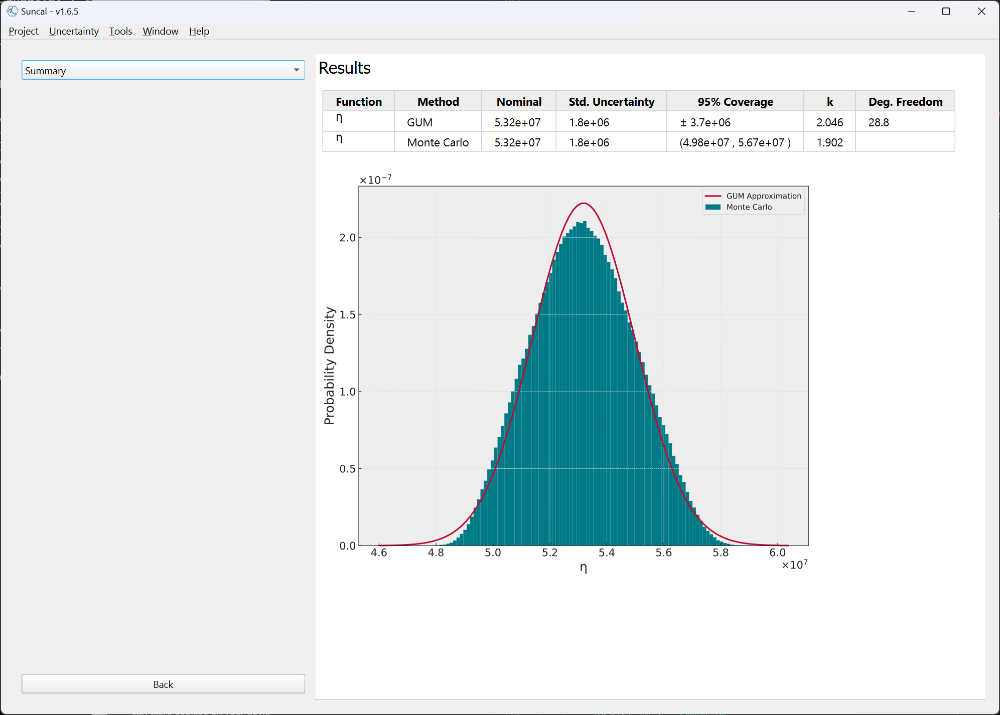 Suncal - v1.6.5
Project Uncertainty Tools Window Help
Summary
Results
Function Method Nominal Std. Uncertainty 95% Coverage k Deg. Freedom
η GUM 5.32e+07 1.8e+06 ± 3.7e+06 2.046 28.8
η Monte Carlo 5.32e+07 1.8e+06 (4.98e+07 , 5.67e+07 ) 1.902
×10⁻⁷
GUM Approximation
Monte Carlo
2.0
1.5
1.0
0.5
0.0
Probability Density
4.6 4.8 5.0 5.2 5.4 5.6 5.8 6.0
×10⁷
η
Back